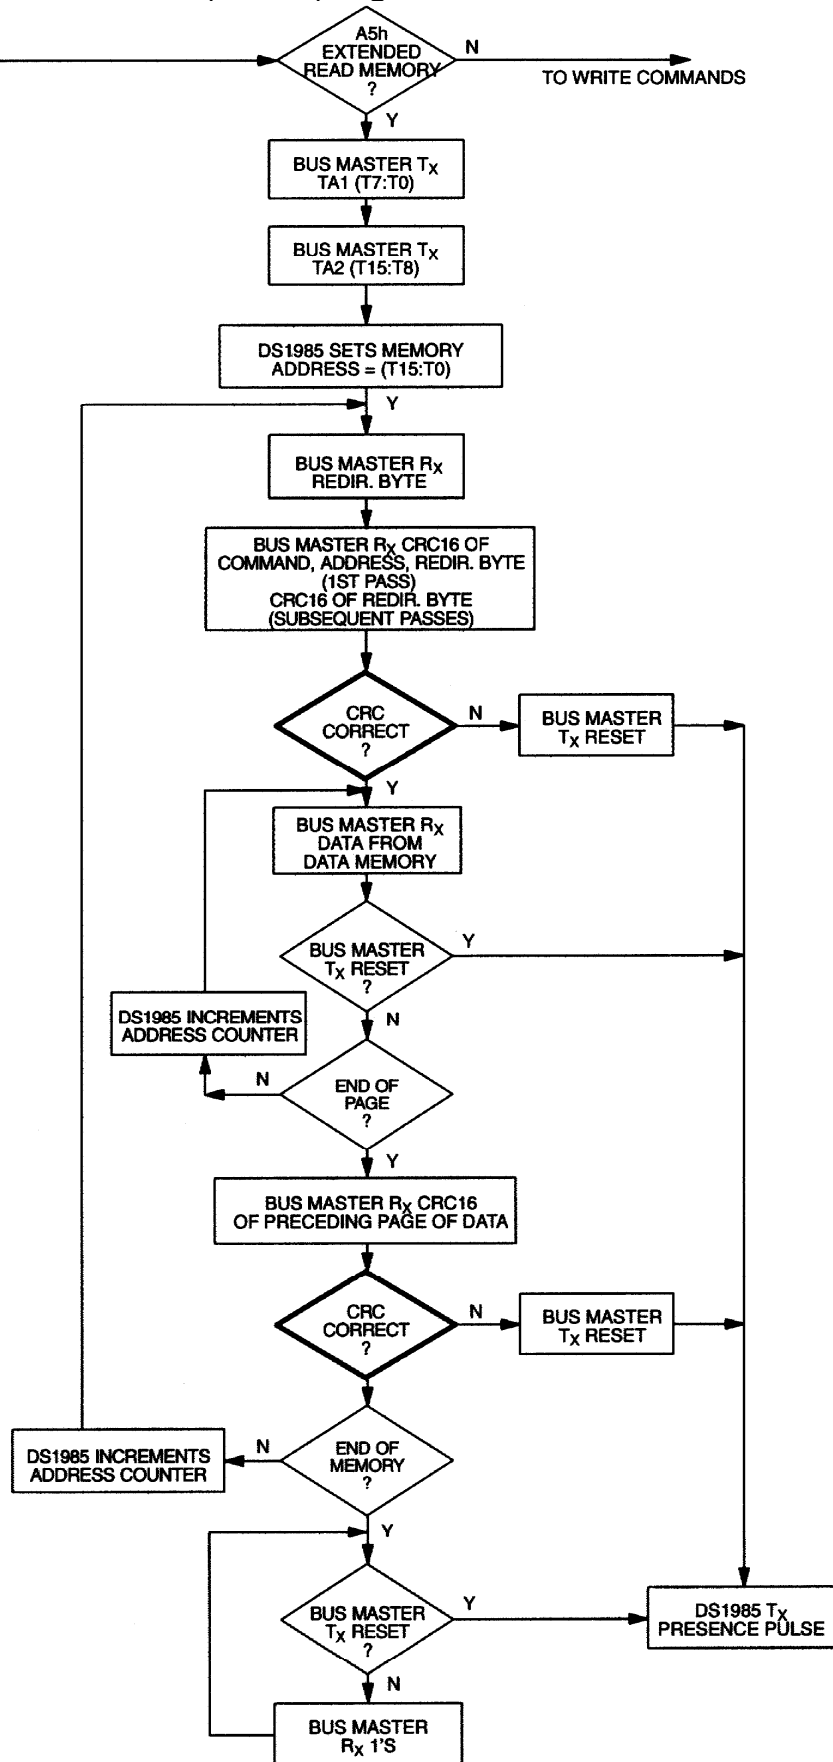 A5h
EXTENDED
READ MEMORY
?
N
TO WRITE COMMANDS
Y
BUS MASTER TX
TA1 (T7:T0)
BUS MASTER TX
TA2 (T15:T8)
DS1985 SETS MEMORY
ADDRESS = (T15:T0)
Y
BUS MASTER RX
REDIR. BYTE
BUS MASTER RX CRC16 OF
COMMAND, ADDRESS, REDIR. BYTE
(1ST PASS)
CRC16 OF REDIR. BYTE
(SUBSEQUENT PASSES)
CRC
CORRECT
?
N
BUS MASTER
TX RESET
Y
BUS MASTER RX
DATA FROM
DATA MEMORY
BUS MASTER
TX RESET
?
Y
N
DS1985 INCREMENTS
ADDRESS COUNTER
N
END OF
PAGE
?
Y
BUS MASTER RX CRC16
OF PRECEDING PAGE OF DATA
CRC
CORRECT
?
N
BUS MASTER
TX RESET
DS1985 INCREMENTS
ADDRESS COUNTER
N
END OF
MEMORY
?
Y
BUS MASTER
TX RESET
?
Y
DS1985 TX
PRESENCE PULSE
N
BUS MASTER
RX 1'S